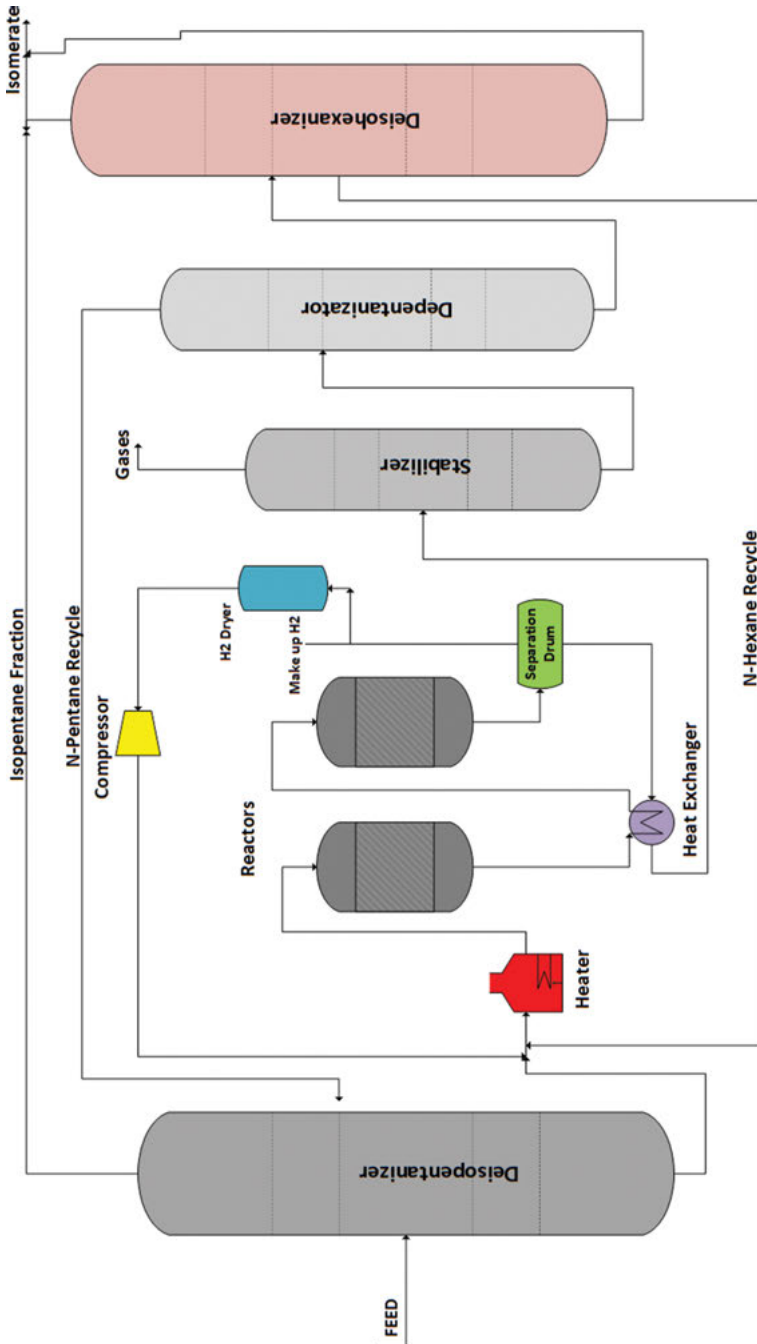 Isomerate
Isopentane Fraction
N-Pentane Recycle
Compressor
Gases
H2 Dryer
Make up H2
Reactors
Separation
Drum
Heat Exchanger
Heater
N-Hexane Recycle
FEED
Deisopentanizer
Stabilizer
Depentanizator
Deisohexanizer